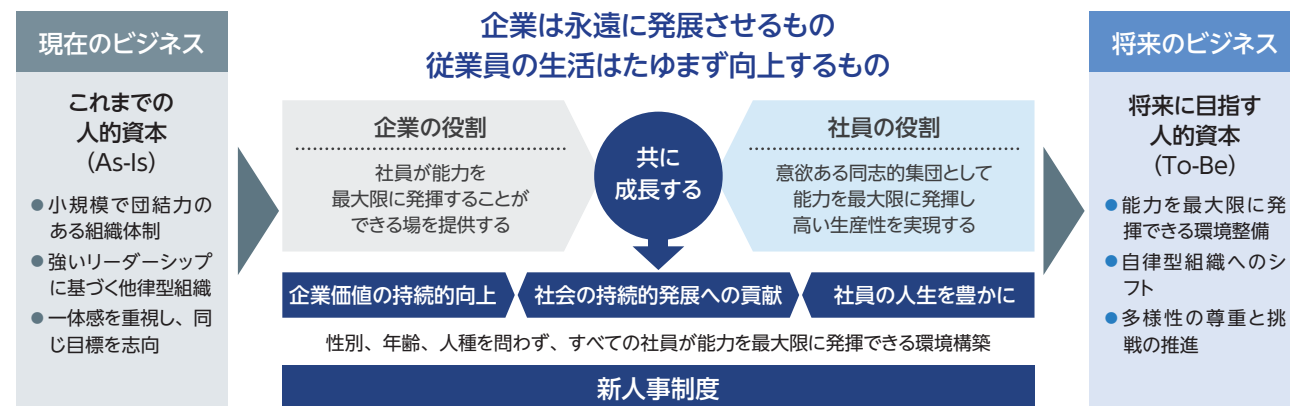 現在のビジネス
これまでの
人的資本
(As-Is)
●小規模で団結力の
ある組織体制
●強いリーダーシップ
に基づく他律型組織
●一体感を重視し、同
じ目標を志向
企業は永遠に発展させるもの
従業員の生活はたゆまず向上するもの
企業の役割
社員が能力を
最大限に発揮することが
できる場を提供する
共に
成長する
社員の役割
意欲ある同志的集団として
能力を最大限に発揮し
高い生産性を実現する
企業価値の持続的向上
社会の持続的発展への貢献
社員の人生を豊かに
性別、年齢、人種を問わず、すべての社員が能力を最大限に発揮できる環境構築
新人事制度
将来のビジネス
将来に目指す
人的資本
(To-Be)
●能力を最大限に発
揮できる環境整備
●自律型組織へのシ
フト
●多様性の尊重と挑
戦の推進